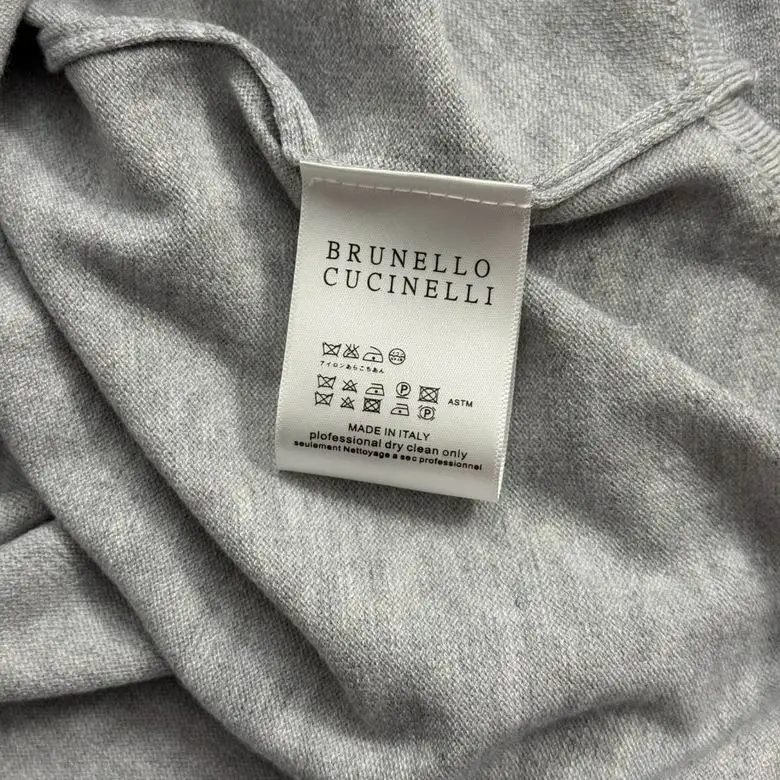 BRUNELLO
CUCINELLI
アイロンあらこちあん
P
ASTM
P
MADE IN ITALY
plofessional dry clean only
seulement Nettoyage a sec professionnel